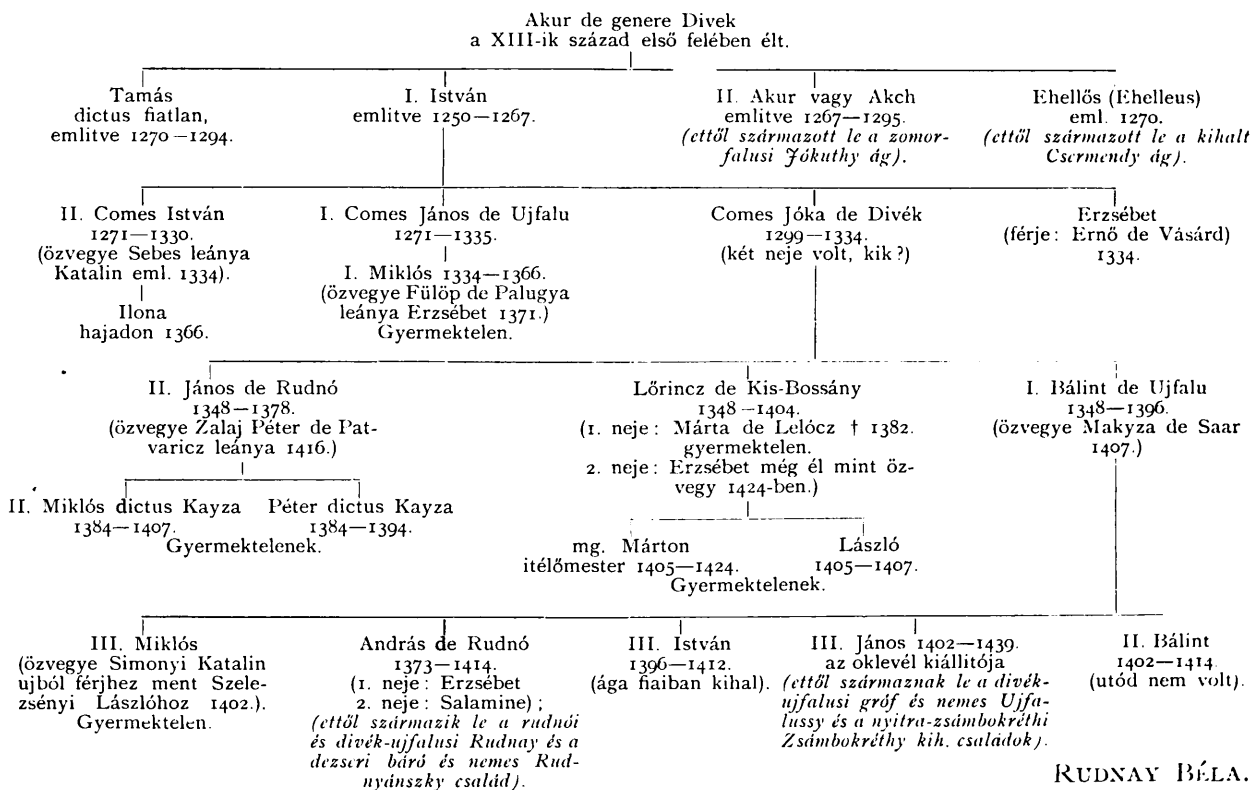 Akur de genere Divek
a XIII-ik század első felében élt.
Tamás
dictus fiatlan,
emlitve 1270—1294.
I. István
emlitve 1250—1267.
II. Akur vagy Akch
emlitve 1267—1295.
(ettől származott le a zomor-
falusi Jókuthy ág).
Ehellős (Ehelleus)
eml. 1270.
(ettől származott le a kihalt
Csermendy ág).
II. Comes István
1271—1330.
(özvegye Sebes leánya
Katalin eml. 1334).
Ilona
hajadon 1366.
I. Comes János de Ujfalu
1271—1335.
I. Miklós 1334—1366.
(özvegye Fülöp de Palugya
leánya Erzsébet 1371.)
Gyermektelen.
Comes Jóka de Divék
1299—1334.
(két neje volt, kik?)
Erzsébet
(férje: Ernő de Vásárd)
1334.
II. János de Rudnó
1348—1378.
(özvegye Zalaj Péter de Pat-
varicz leánya 1416.)
Lőrincz de Kis-Bossány
1348—1404.
(1. neje: Márta de Lelócz † 1382.
gyermektelen.
2. neje: Erzsébet még él mint öz-
vegy 1424-ben.)
I. Bálint de Ujfalu
1348—1396.
(özvegye Makyza de Saar
1407.)
II. Miklós dictus Kayza
1384—1407.
Péter dictus Kayza
1384—1394.
Gyermektelenek.
mg. Márton
itélőmester 1405—1424.
László
1405—1407.
Gyermektelenek.
III. Miklós
(özvegye Simonyi Katalin
ujból férjhez ment Szele-
zsényi Lászlóhoz 1402.).
Gyermektelen.
András de Rudnó
1373—1414.
(1. neje: Erzsébet
2. neje: Salamine);
(ettől származik le a rudnói
és divék-ujfalusi Rudnay és a
dezseri báró és nemes Rud-
nyánszky család).
III. István
1396—1412.
(ága fiaiban kihal).
III. János 1402—1439.
az oklevél kiállitója
(ettől származnak le a divék-
ujfalusi gróf és nemes Ujfa-
lussy és a nyitra-zsámbokréthi
Zsámbokréthy kih. családok).
II. Bálint
1402—1414.
(utód nem volt).
RUDNAY BÉLA.